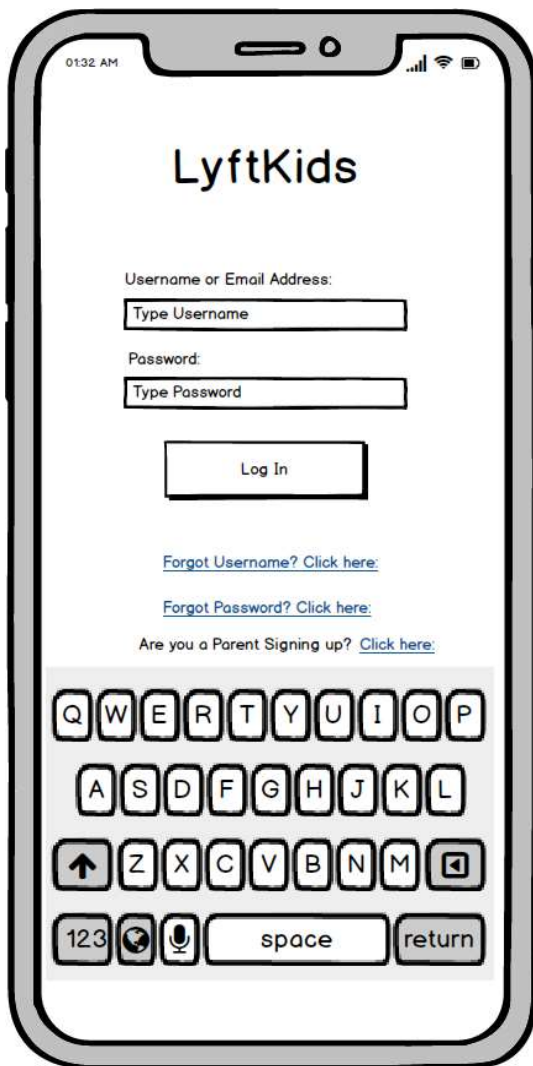 01:32 AM
LyftKids
Username or Email Address:
Type Username
Password:
Type Password
Log In
Forgot Username? Click here:
Forgot Password? Click here:
Are you a Parent Signing up? Click here:
Q W E R T Y U I O P
A S D F G H J K L
Z X C V B N M
123 space return